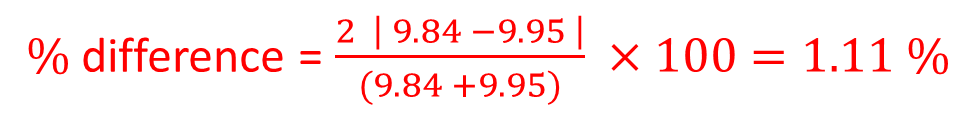 % difference = 2 | 9.84 −9.95 | / (9.84 +9.95) × 100 = 1.11 %